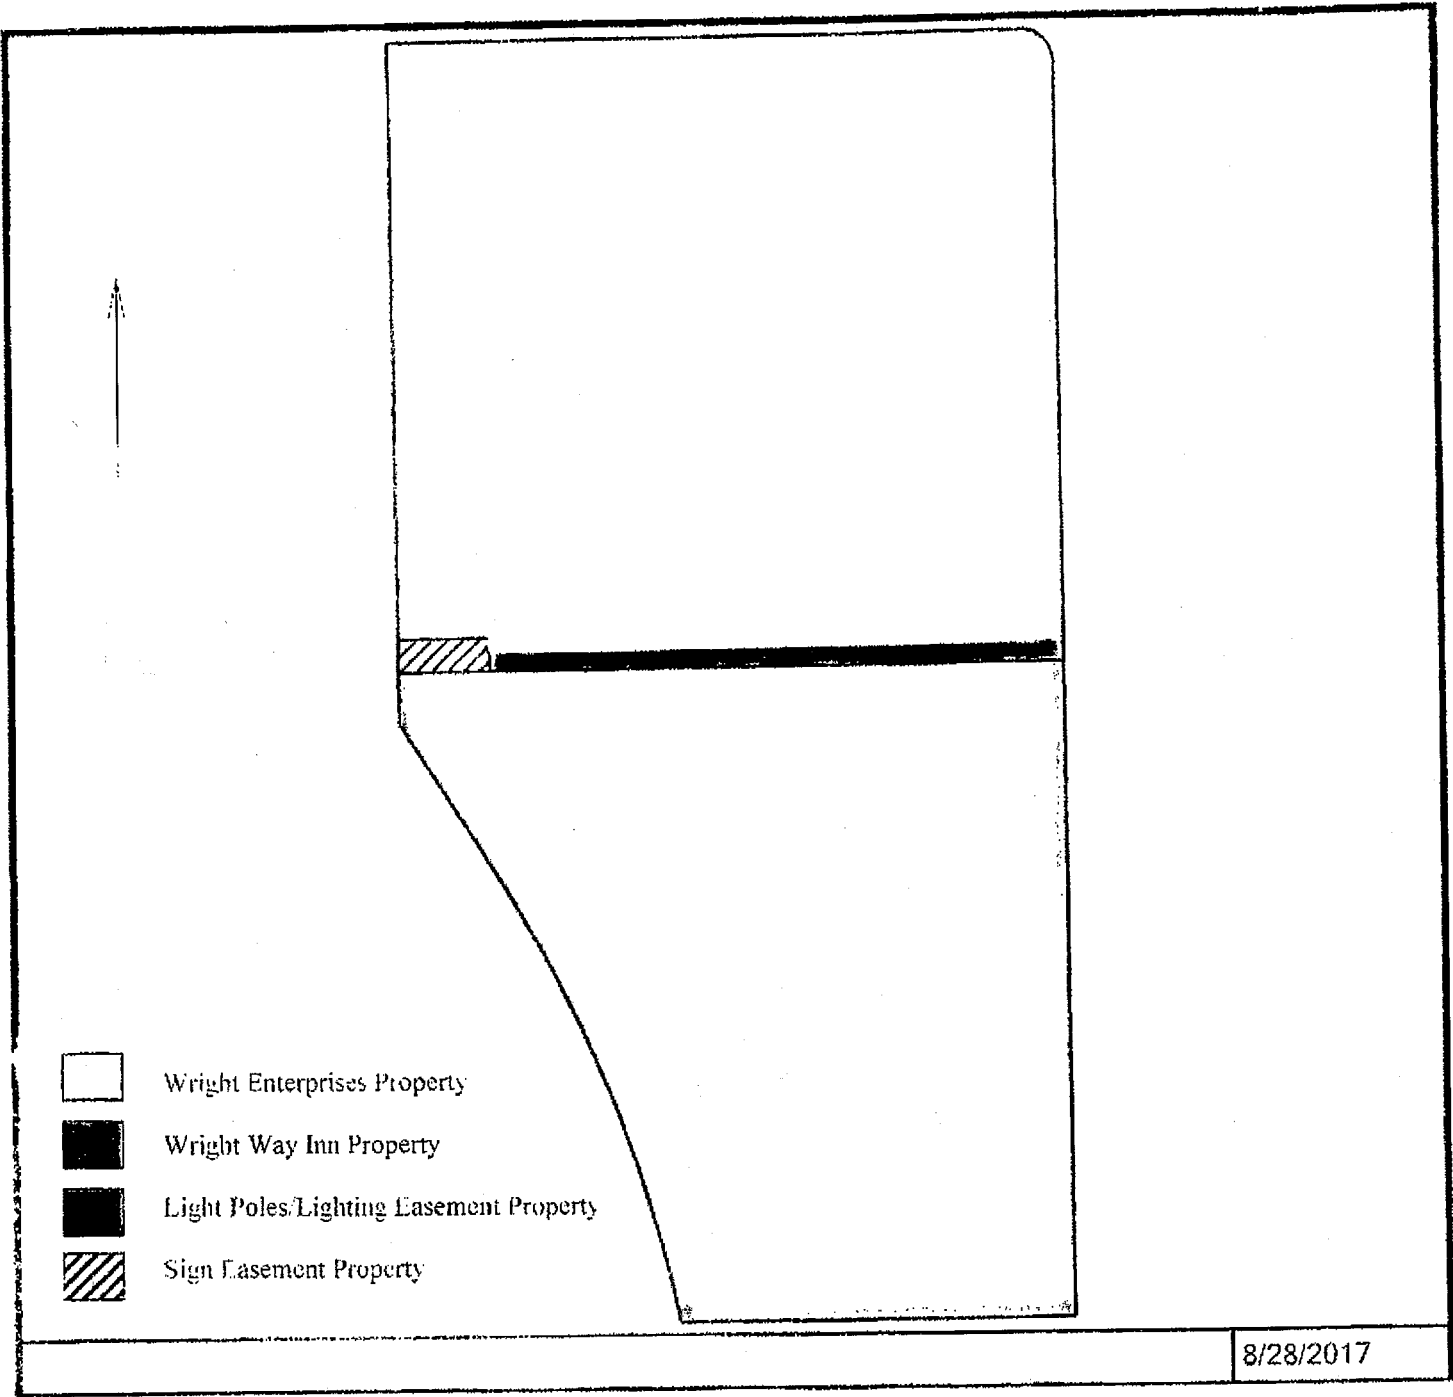 Wright Enterprises Property
Wright Way Inn Property
Light Poles/Lighting Easement Property
Sign Easement Property
8/28/2017